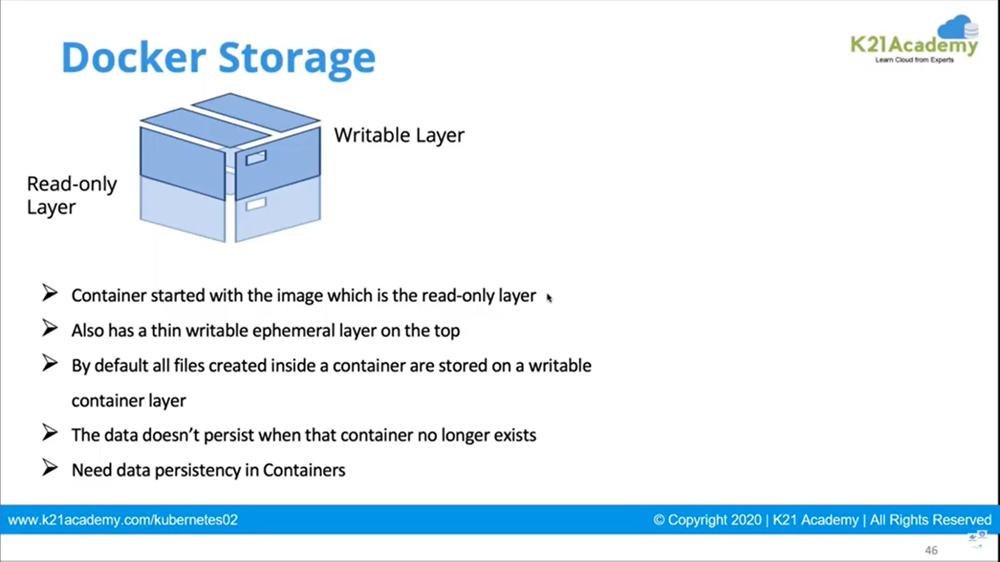 Docker Storage
K21Academy
Learn Cloud from Experts
Writable Layer
Read-only
Layer
Container started with the image which is the read-only layer
Also has a thin writable ephemeral layer on the top
By default all files created inside a container are stored on a writable
container layer
The data doesn’t persist when that container no longer exists
Need data persistency in Containers
www.k21academy.com/kubernetes02
© Copyright 2020 | K21 Academy | All Rights Reserved
46